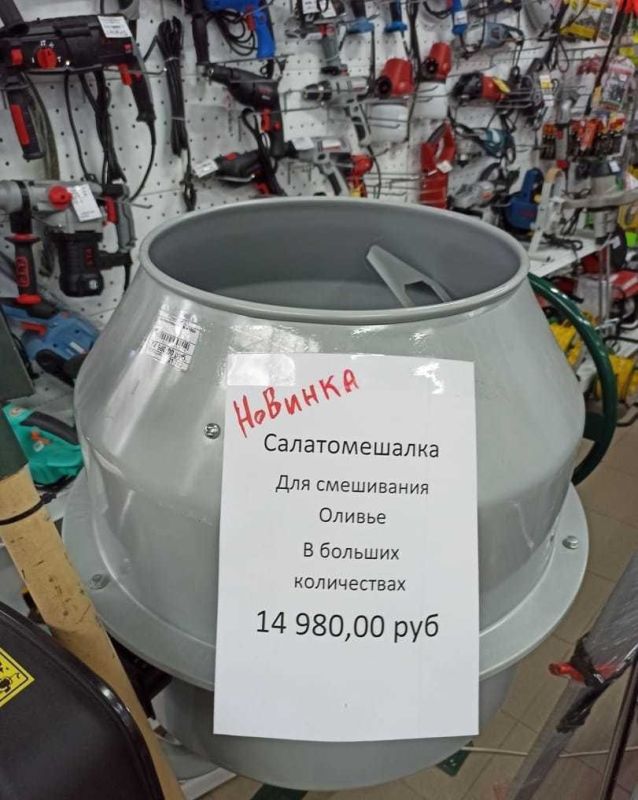 Новинка
Салатомешалка
Для смешивания
Оливье
В больших
количествах
14 980,00 руб